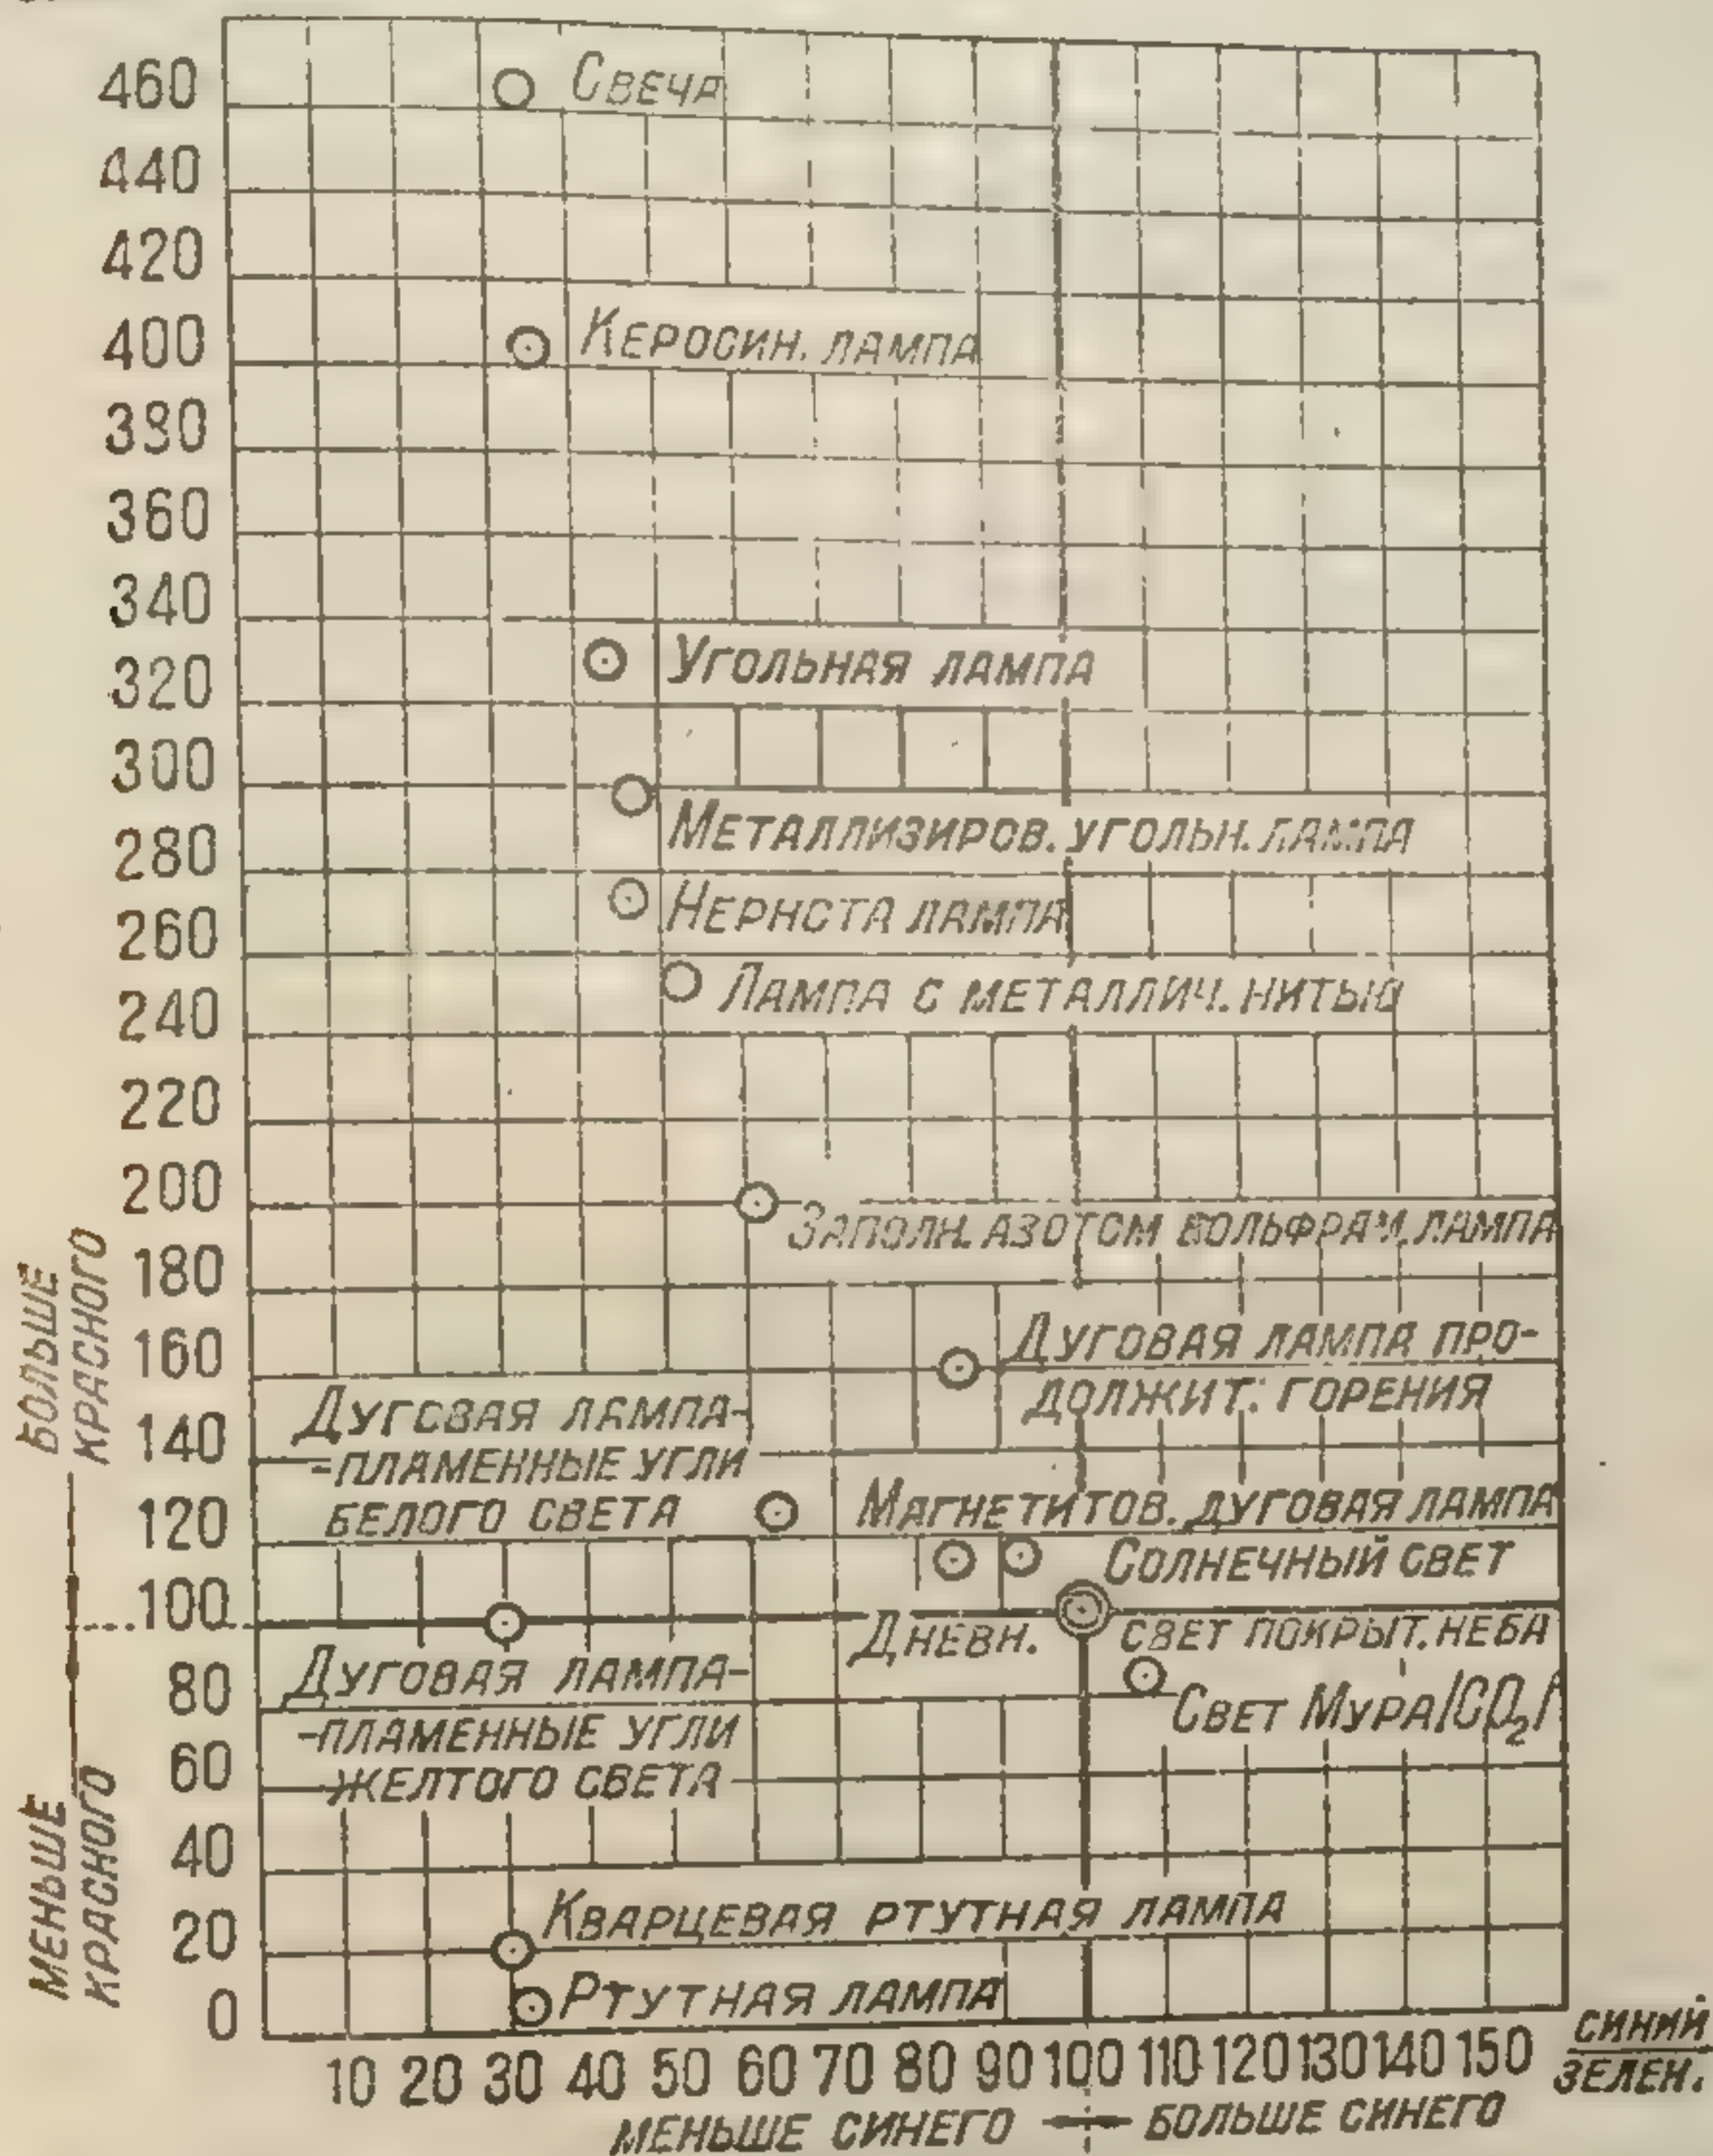 460
Свеча
440
420
400
Керосин. лампа
380
360
340
320
Угольная лампа
300
Металлизиров. угольн. лампа
280
Нернста лампа
260
Лампа с металлич. нитью
240
220
200
Заполн. азотом вольфрам. лампа
180
160
Дуговая лампа про-
должит. горения
140
Дуговая лампа-
-пламенные угли
белого света
120
Магнетитов. дуговая лампа
Солнечный свет
100
Дневн. свет покрыт. неба
Дуговая лампа-
-пламенные угли
желтого света
80
Свет Мура/CO₂/
60
40
Кварцевая ртутная лампа
20
Ртутная лампа
0
больше
красного
меньше
красного
10 20 30 40 50 60 70 80 90 100 110 120 130 140 150
синий
зелен.
меньше синего
больше синего